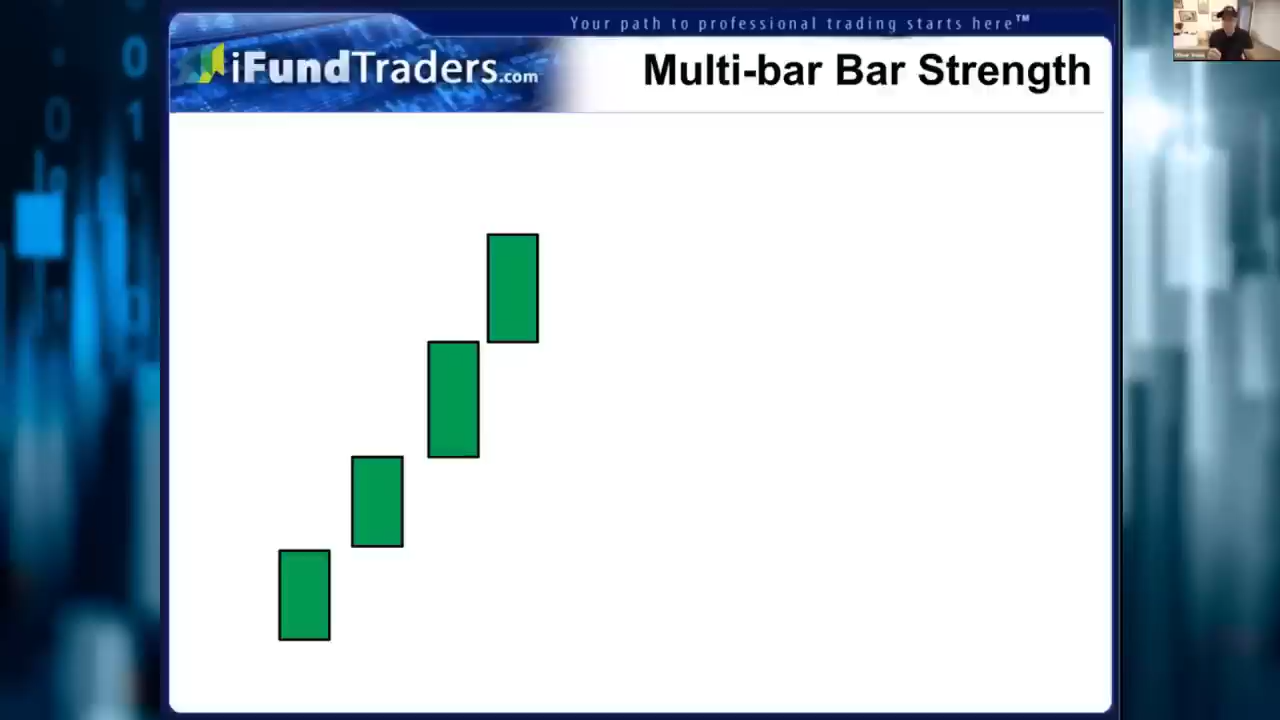 Your path to professional trading starts here™
iFundTraders.com
Multi-bar Bar Strength